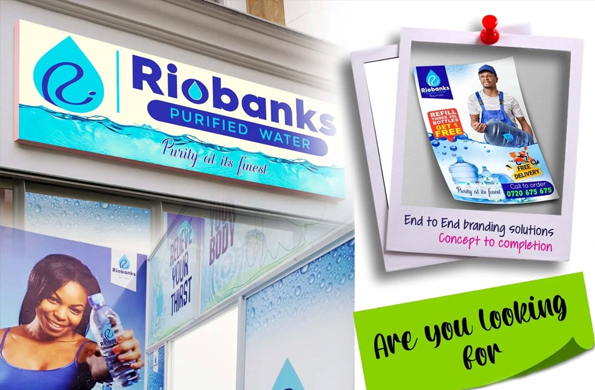 Riobanks
PURIFIED WATER
Purity at its finest
Riobanks
RELIEVE
YOUR
THIRST
BODY
REFILL
BOTTLES
GET 1
FREE
FREE
DELIVERY
Purity at its finest
Call to order
0720 675 675
End to End branding solutions
Concept to completion
Are you looking
for